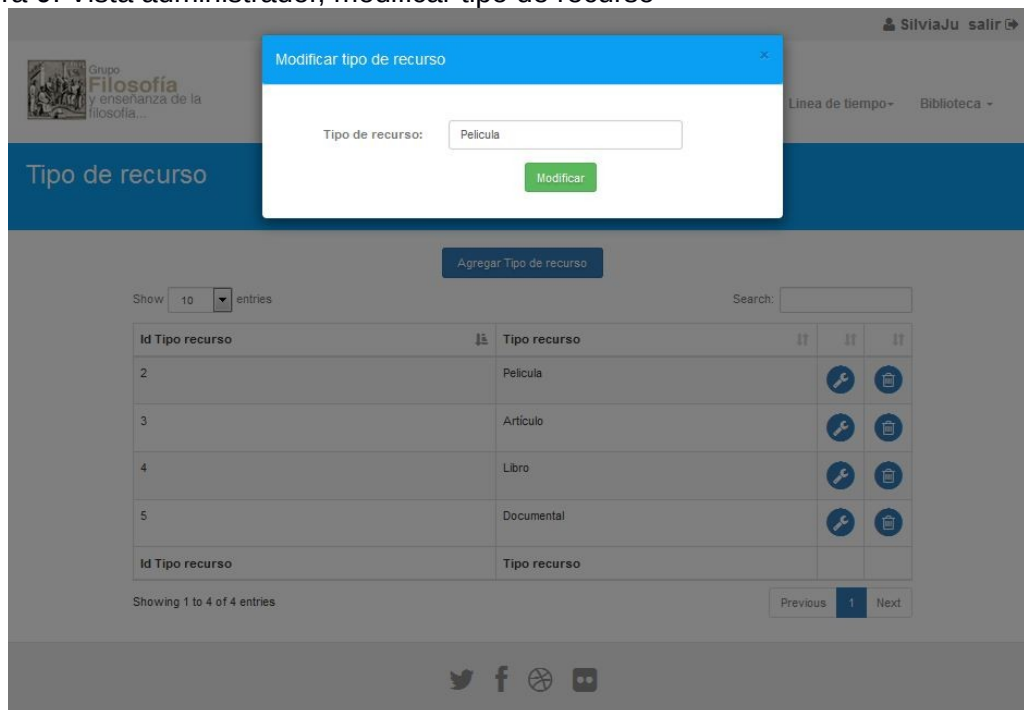 Vista administrador, modificar tipo de recurso
SilviaJu salir
Grupo
Filosofía
y enseñanza de la
filosofía...
Linea de tiempo
Biblioteca
Modificar tipo de recurso ×
Tipo de recurso: Pelicula
Modificar
Tipo de recurso
Agregar Tipo de recurso
Show 10 entries Search:
Id Tipo recurso Tipo recurso
2 Pelicula
3 Artículo
4 Libro
5 Documental
Id Tipo recurso Tipo recurso
Showing 1 to 4 of 4 entries Previous 1 Next